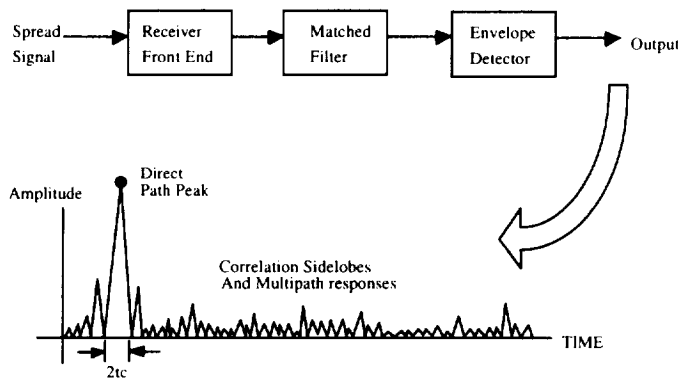 Spread
Signal
Receiver
Front End
Matched
Filter
Envelope
Detector
Output
Direct
Path Peak
Amplitude
Correlation Sidelobes
And Multipath responses
TIME
2tc